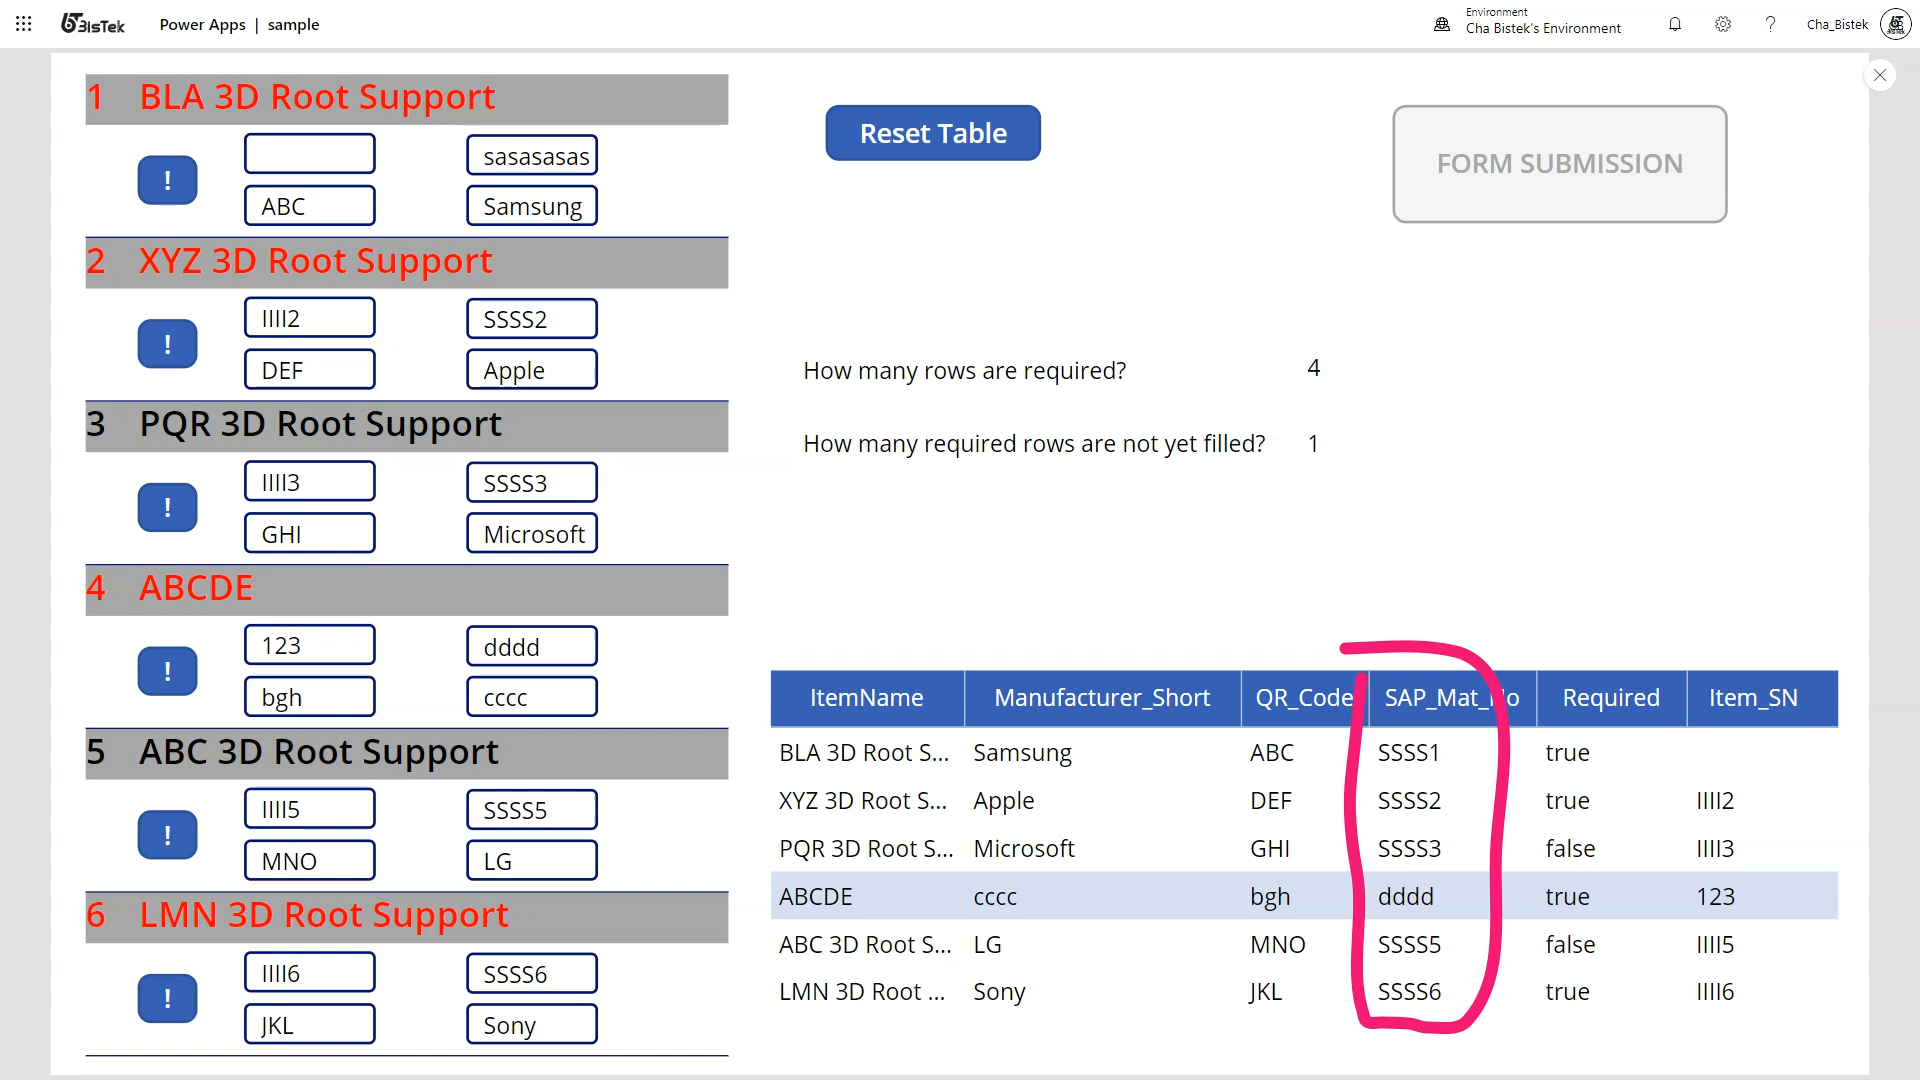 BisTek
Power Apps | sample
Environment
Cha Bistek's Environment
?
Cha_Bistek
1 BLA 3D Root Support
sasasasas
!
ABC Samsung
2 XYZ 3D Root Support
IIII2 SSSS2
!
DEF Apple
3 PQR 3D Root Support
IIII3 SSSS3
!
GHI Microsoft
4 ABCDE
123 dddd
!
bgh cccc
5 ABC 3D Root Support
IIII5 SSSS5
!
MNO LG
6 LMN 3D Root Support
IIII6 SSSS6
!
JKL Sony
Reset Table
FORM SUBMISSION
How many rows are required? 4
How many required rows are not yet filled? 1
ItemName Manufacturer_Short QR_Code SAP_Mat_No Required Item_SN
BLA 3D Root S... Samsung ABC SSSS1 true
XYZ 3D Root S... Apple DEF SSSS2 true IIII2
PQR 3D Root S... Microsoft GHI SSSS3 false IIII3
ABCDE cccc bgh dddd true 123
ABC 3D Root S... LG MNO SSSS5 false IIII5
LMN 3D Root ... Sony JKL SSSS6 true IIII6